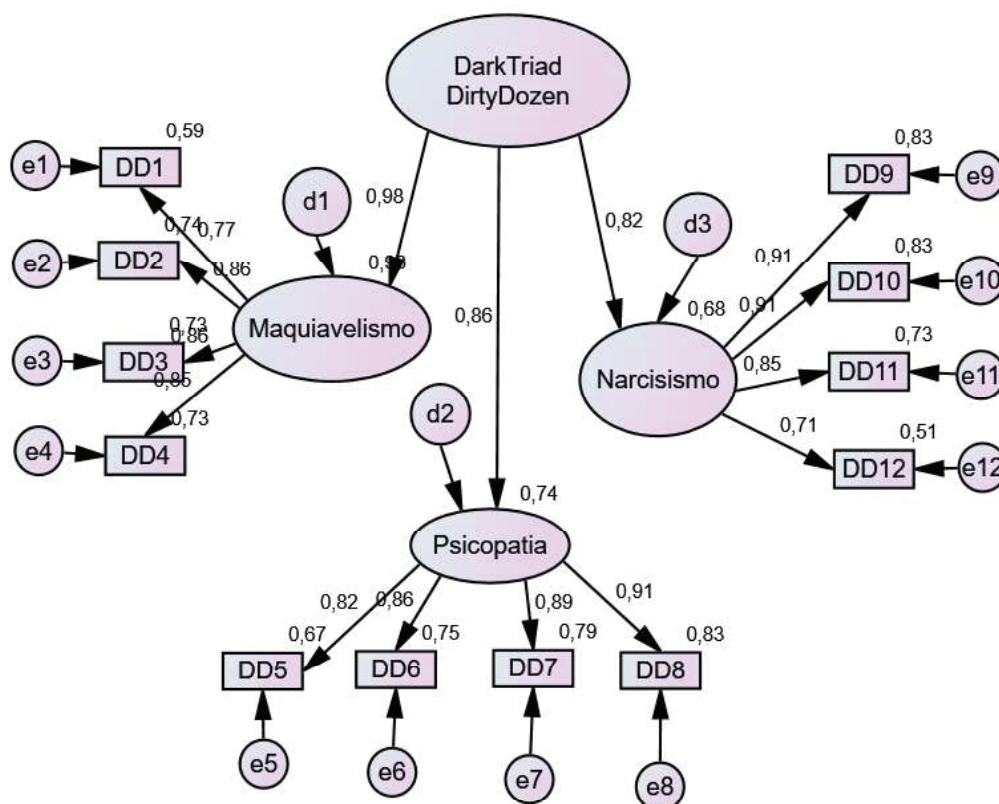 DarkTriad
DirtyDozen
0,59
e1
DD1
0,77
0,74
e2
DD2
0,86
0,73
e3
DD3
0,86
0,85
0,73
e4
DD4
d1
0,98
Maquiavelismo
0,86
d2
0,74
Psicopatia
0,82
d3
0,68
Narcisismo
0,91
0,83
DD9
e9
0,91
0,83
DD10
e10
0,85
0,73
DD11
e11
0,71
0,51
DD12
e12
0,82
0,67
DD5
e5
0,86
0,75
DD6
e6
0,89
0,79
DD7
e7
0,91
0,83
DD8
e8